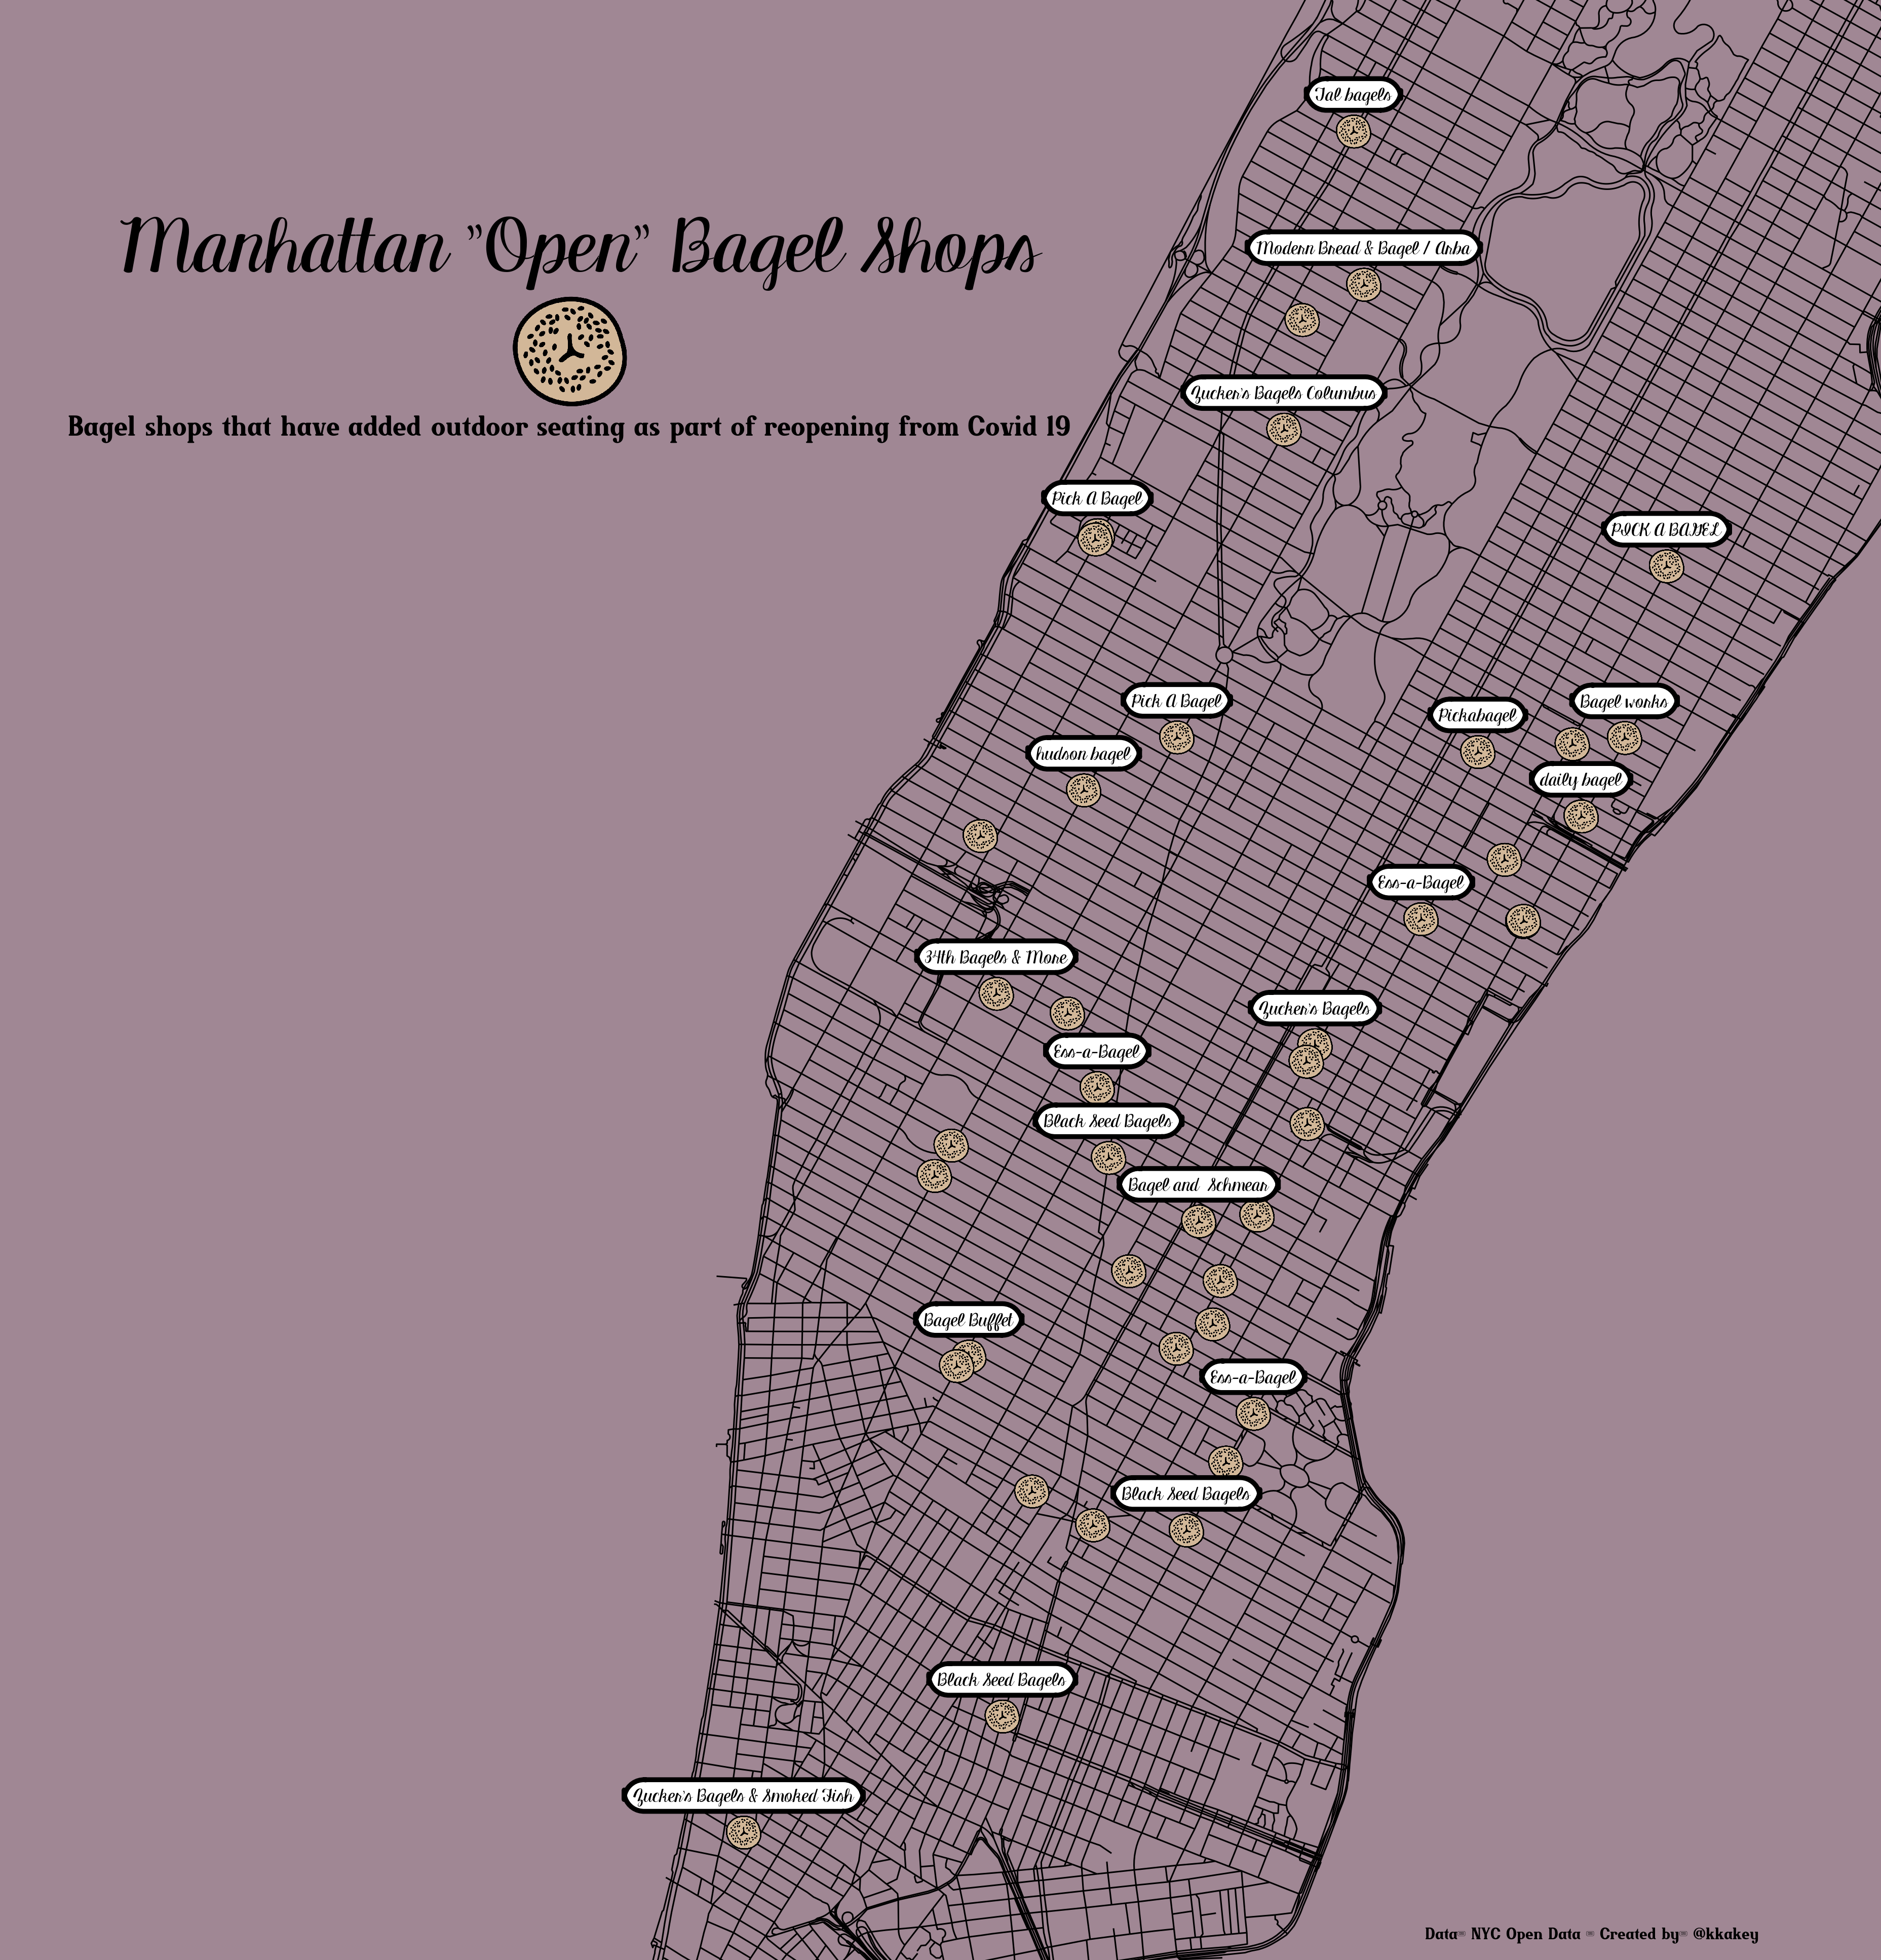 Tal bagels
Modern Bread & Bagel / Arba
Manhattan "Open" Bagel Shops
Zucker's Bagels Columbus
Bagel shops that have added outdoor seating as part of reopening from Covid 19
Pick A Bagel
PICK A BAGEL
Pick A Bagel
Bagel works
Pickabagel
hudson bagel
daily bagel
Ess-a-Bagel
34th Bagels & More
Zucker's Bagels
Ess-a-Bagel
Black Seed Bagels
Bagel and Schmear
Bagel Buffet
Ess-a-Bagel
Black Seed Bagels
Black Seed Bagels
Zucker's Bagels & Smoked Fish
Data NYC Open Data Created by @kkakey